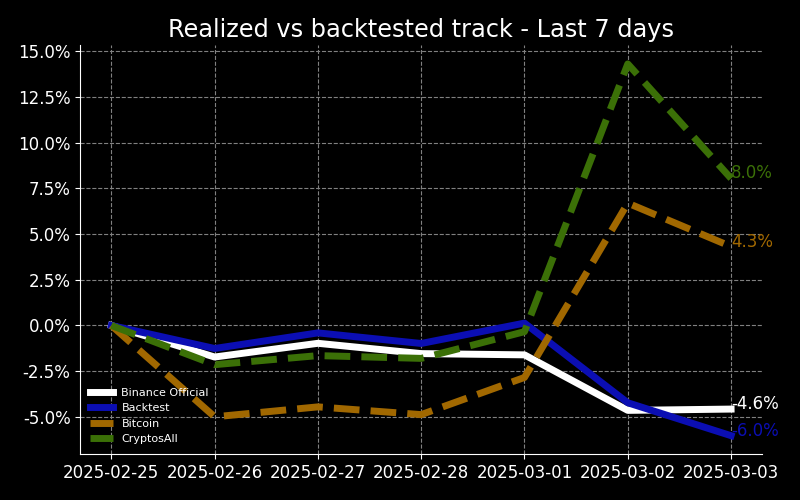 Realized vs backtested track - Last 7 days
15.0%
12.5%
10.0%
7.5%
5.0%
2.5%
0.0%
-2.5%
-5.0%
8.0%
4.3%
-4.6%
-6.0%
Binance Official
Backtest
Bitcoin
CryptosAll
2025-02-25 2025-02-26 2025-02-27 2025-02-28 2025-03-01 2025-03-02 2025-03-03